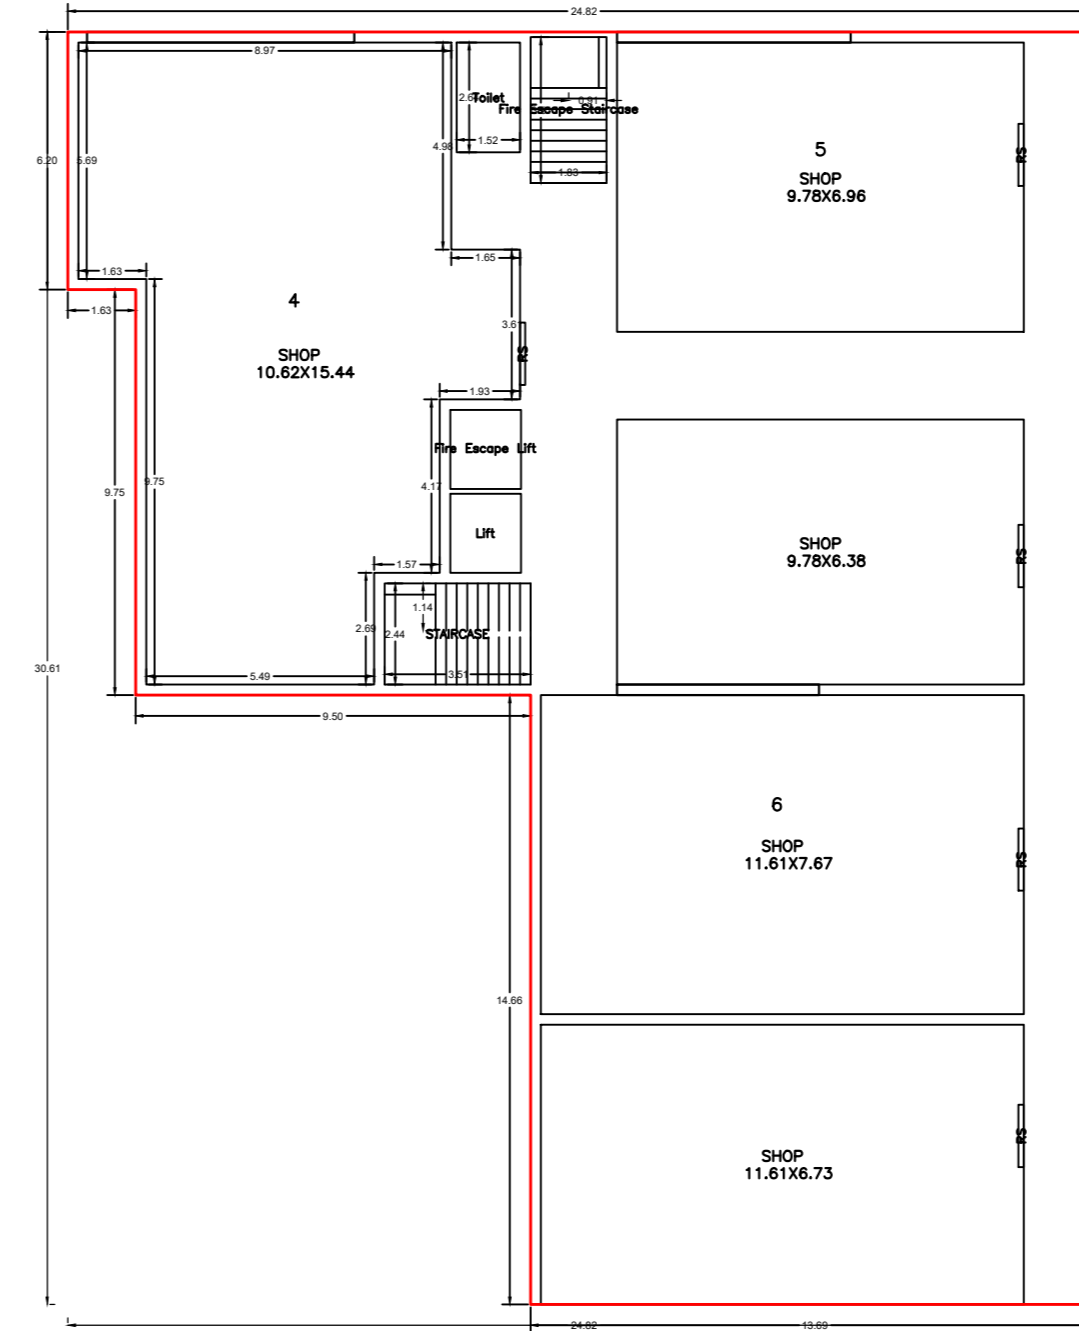 24.82
8.97
Toilet
2.6
0.91
Fire Escape Staircase
1.52
4.98
1.83
6.20
5.69
5
SHOP
9.78X6.96
RS
1.65
1.63
1.63
4
3.6
RS
SHOP
10.62X15.44
1.93
Fire Escape Lift
4.17
9.75
9.75
Lift
SHOP
9.78X6.38
RS
1.57
1.14
2.69
2.44
STAIRCASE
30.61
5.49
3.51
9.50
6
SHOP
11.61X7.67
RS
14.66
SHOP
11.61X6.73
RS
24.82
13.69